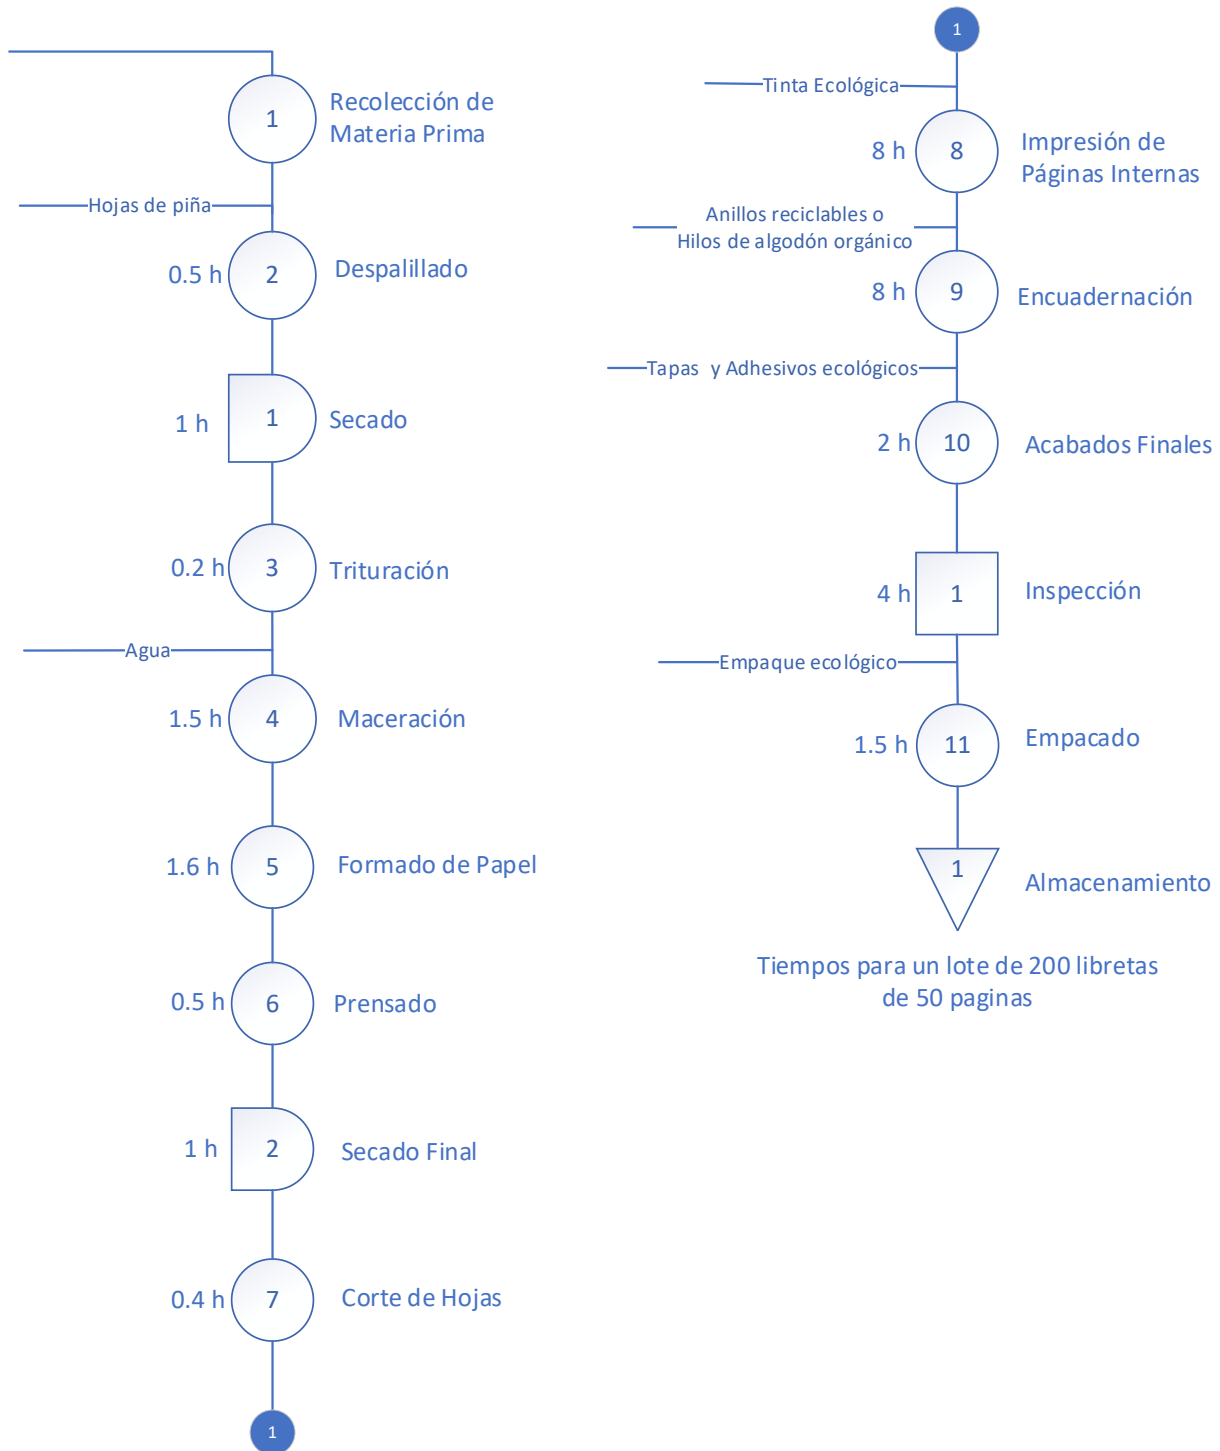 1
Recolección de
Materia Prima
Hojas de piña
0.5 h
2
Despalillado
1 h
1
Secado
0.2 h
3
Trituración
Agua
1.5 h
4
Maceración
1.6 h
5
Formado de Papel
0.5 h
6
Prensado
1 h
2
Secado Final
0.4 h
7
Corte de Hojas
1
1
Tinta Ecológica
8 h
8
Impresión de
Páginas Internas
Anillos reciclables o
Hilos de algodón orgánico
8 h
9
Encuadernación
Tapas y Adhesivos ecológicos
2 h
10
Acabados Finales
4 h
1
Inspección
Empaque ecológico
1.5 h
11
Empacado
1
Almacenamiento
Tiempos para un lote de 200 libretas
de 50 paginas